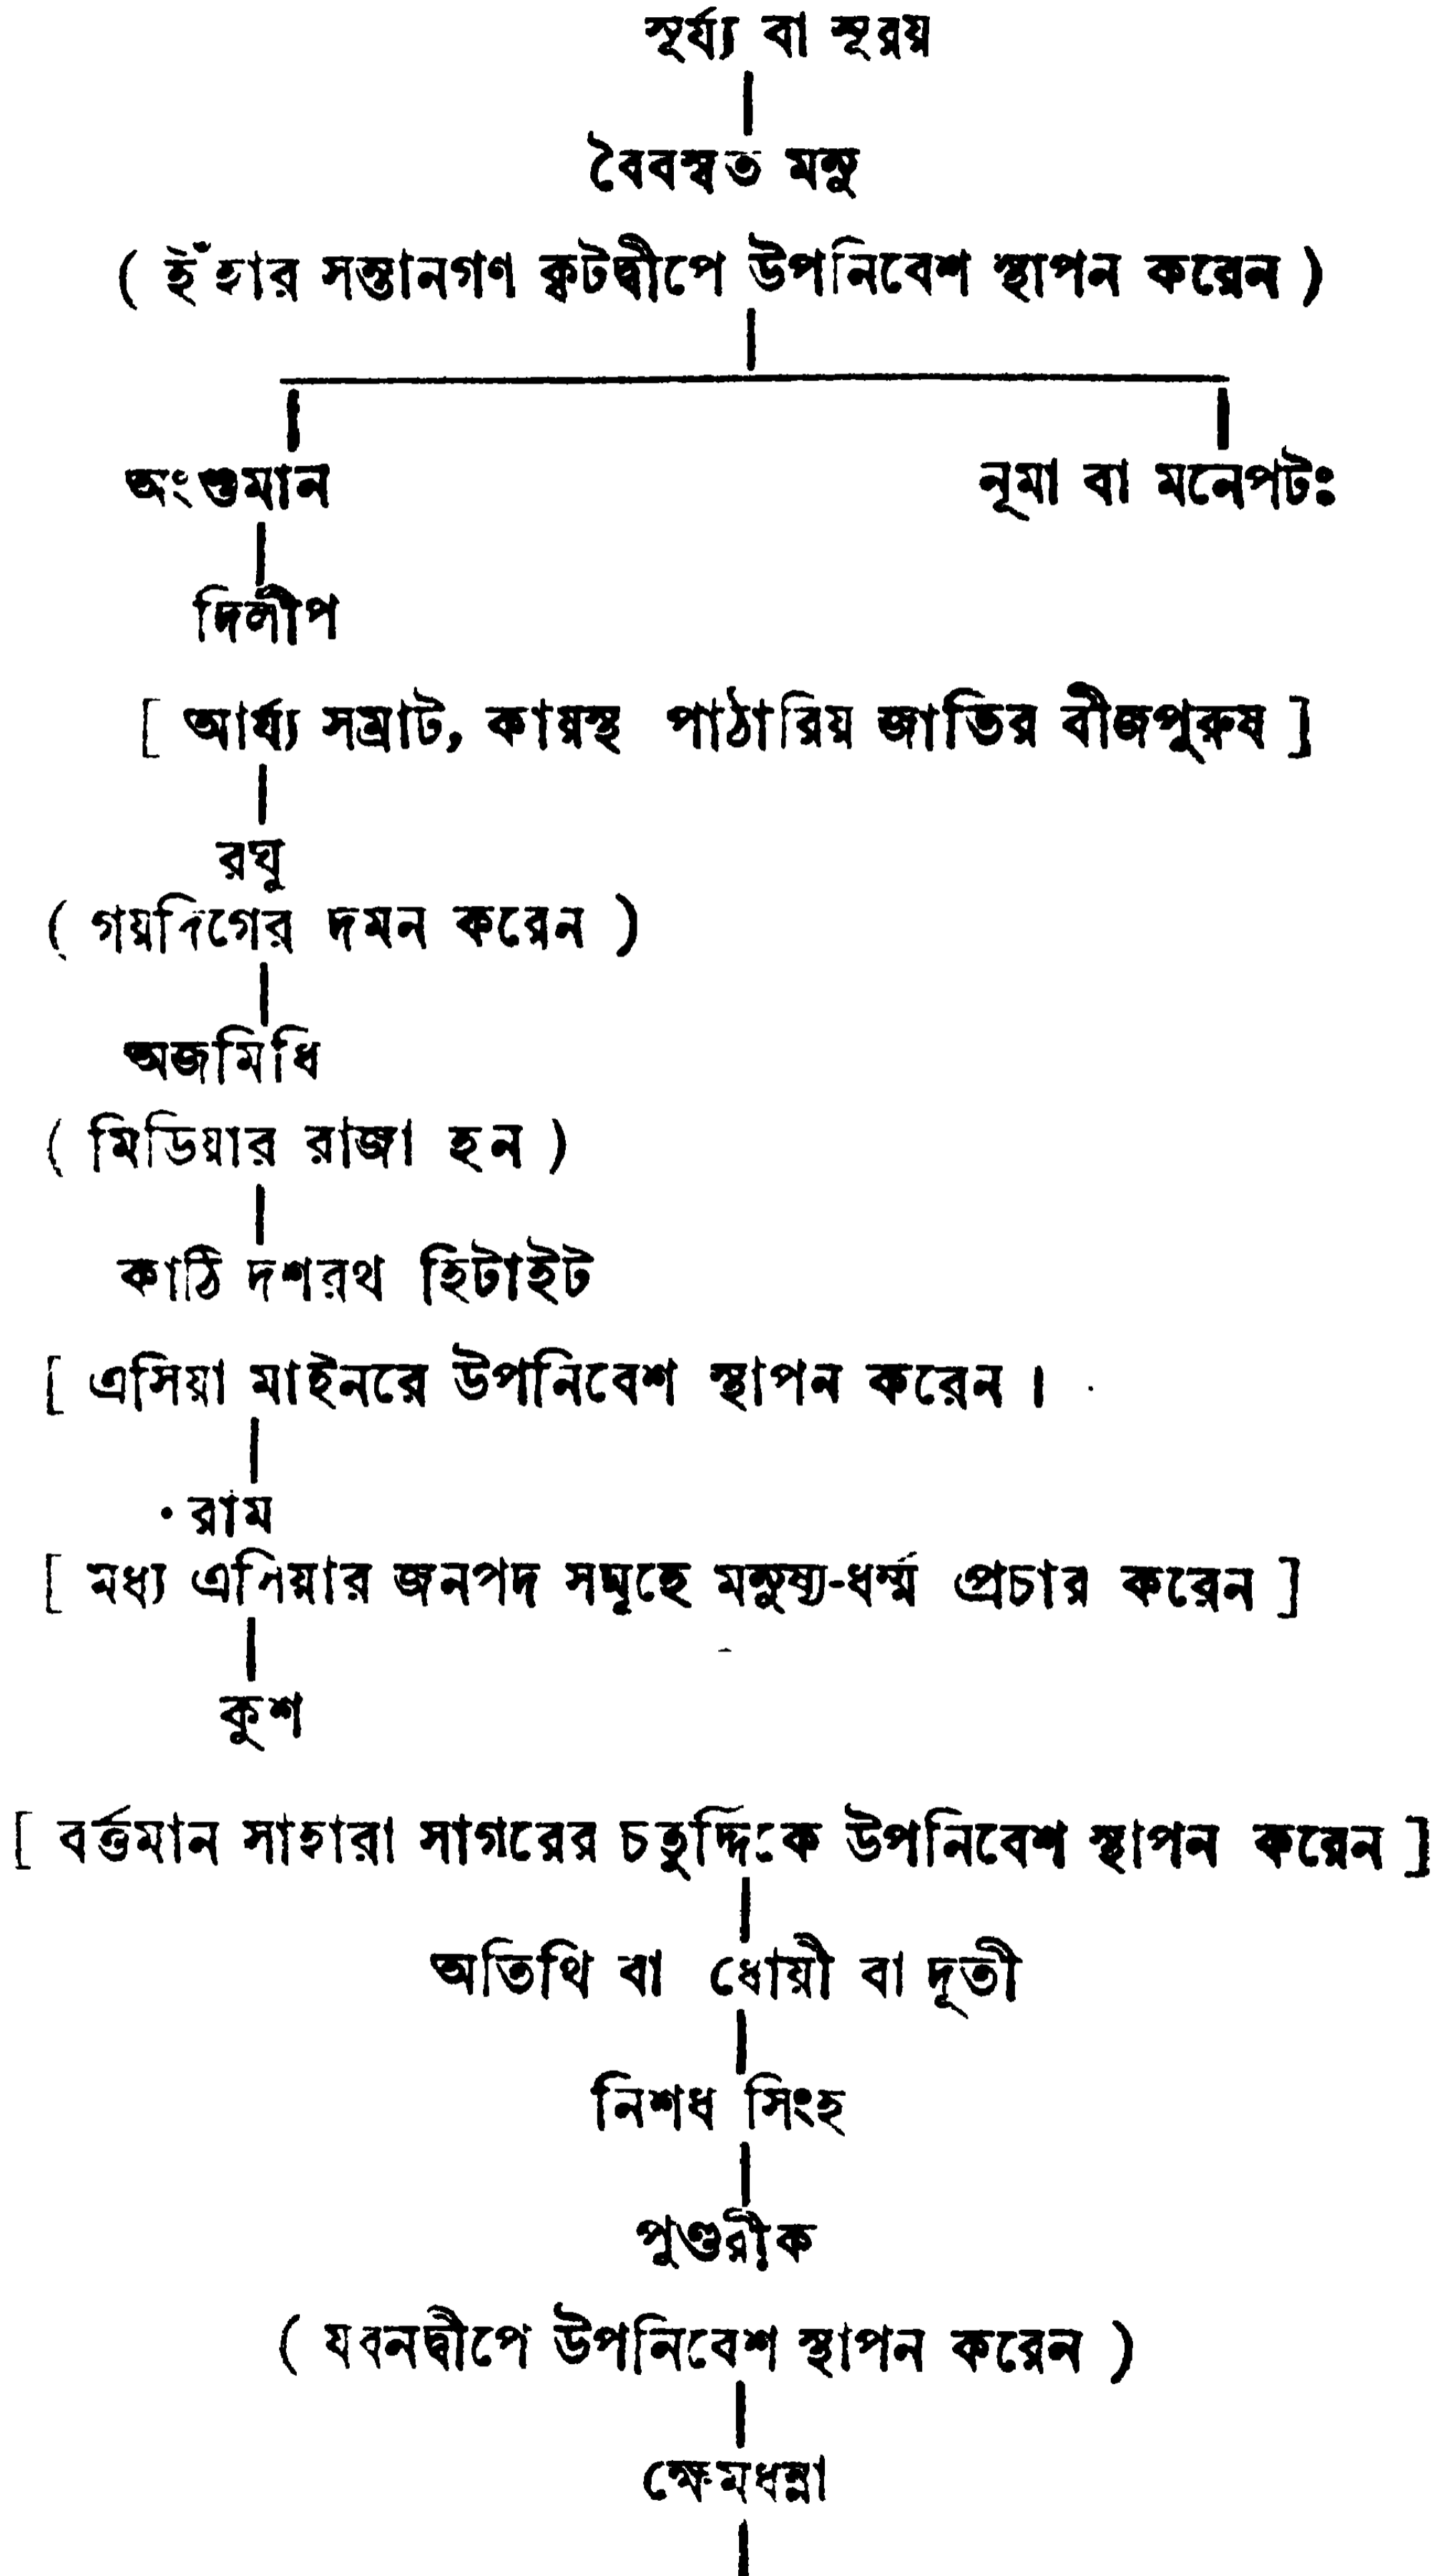 সূর্য্য বা সূরয়
বৈবস্বত মনু
( ইঁহার সন্তানগণ ক্বটদ্বীপে উপনিবেশ স্থাপন করেন )
অংশুমান নূমা বা মনেপটঃ
দিলীপ
[ আর্য্য সম্রাট, কায়স্থ পাঠারিয় জাতির বীজপুরুষ ]
রঘু
( গয়দিগের দমন করেন )
অজমিধি
( মিডিয়ার রাজা হন )
কাঠি দশরথ হিটাইট
[ এসিয়া মাইনরে উপনিবেশ স্থাপন করেন ।
রাম
[ মধ্য এসিয়ার জনপদ সমূহে মনুষ্য-ধর্ম্ম প্রচার করেন ]
কুশ
[ বর্ত্তমান সাহারা সাগরের চতুর্দ্দিকে উপনিবেশ স্থাপন করেন ]
অতিথি বা ধোয়ী বা দূতী
নিশধ সিংহ
পুণ্ডরীক
( যবনদ্বীপে উপনিবেশ স্থাপন করেন )
ক্ষেমধন্না